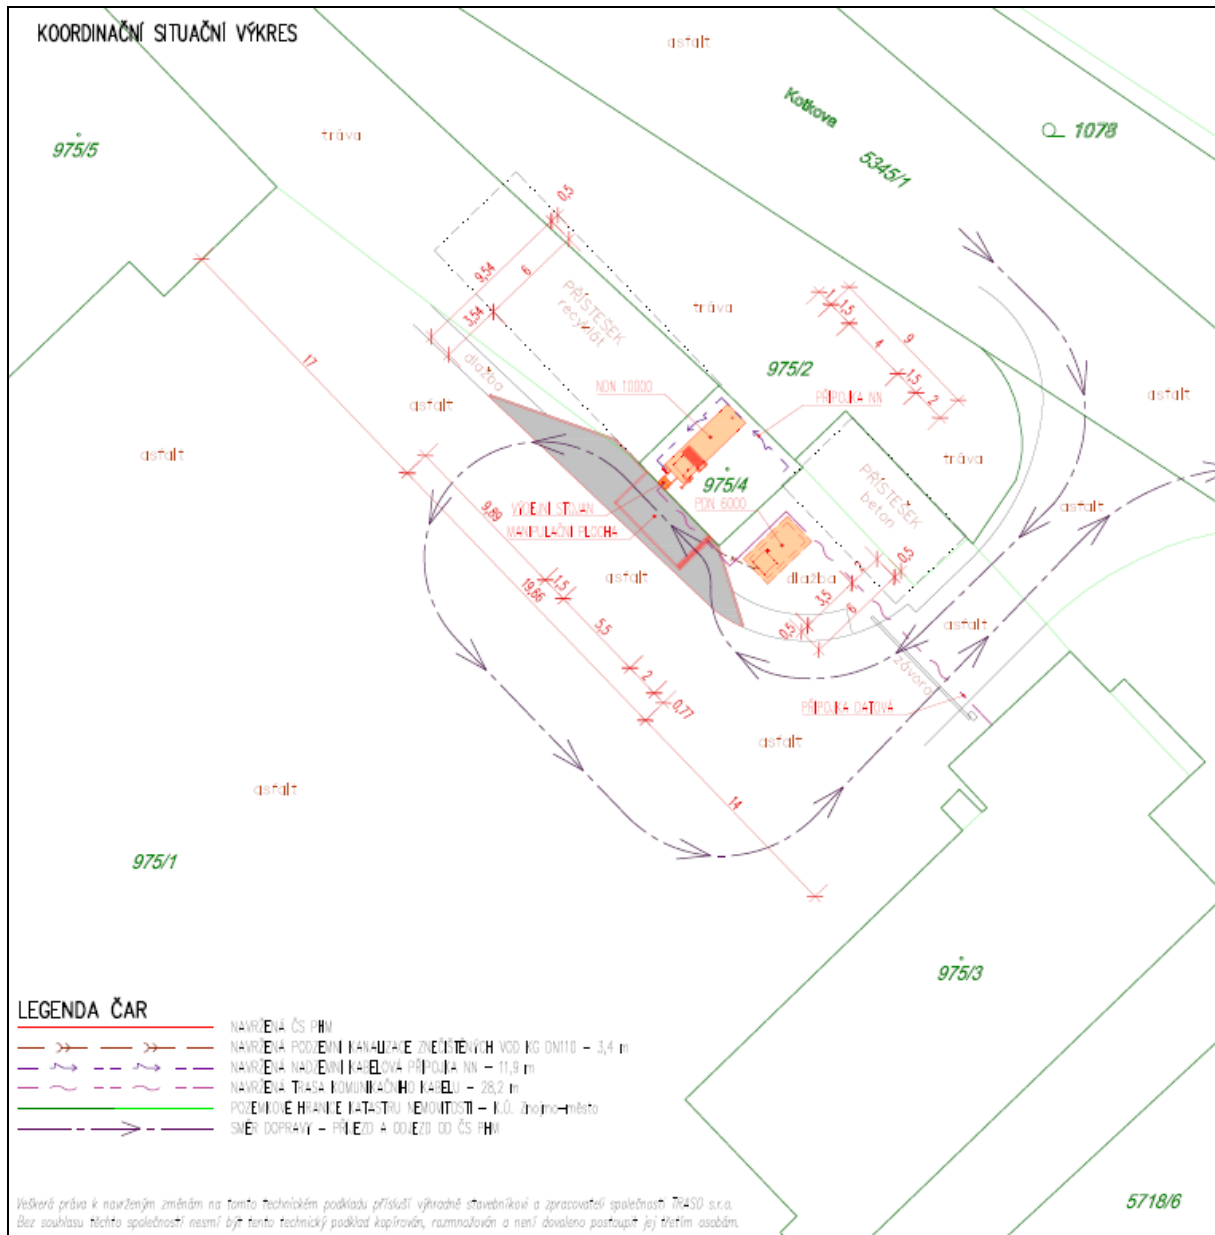 KOORDINAČNÍ SITUAČNÍ VÝKRES
asfalt
Kotkova
1078
tráva
975/5
5345/1
0,5
9,54
6
3,54
PŘÍSTEŠEK
recyklát
tráva
1
1,5
9
4
1,5
2
975/2
dlažba
17
NDN 10000
PŘÍPOJKA NN
asfalt
asfalt
asfalt
tráva
975/4
PŘÍSTEŠEK
beton
PDN 6000
VÝDEJNÍ STOJAN
MANIPULAČNÍ PLOCHA
asfalt
9,89
19,66
1,5
5,5
2
0,77
asfalt
dlažba
2
0,5
3,5
6
0,5
asfalt
závora
PŘÍPOJKA DATOVÁ
asfalt
asfalt
14
975/1
975/3
5718/6
LEGENDA ČAR
NAVRŽENÁ ČS PHM
NAVRŽENÁ PODZEMNÍ KANALIZACE ZNEČIŠTĚNÝCH VOD KG DN110 - 3,4 m
NAVRŽENÁ NADZEMNÍ KABELOVÁ PŘÍPOJKA NN - 11,9 m
NAVRŽENÁ TRASA KOMUNIKAČNÍHO KABELU - 28,2 m
POZEMKOVÉ HRANICE KATASTRU NEMOVITOSTÍ - K.Ú. Znojmo-město
SMĚR DOPRAVY - PŘÍJEZD A ODJEZD OD ČS PHM
Veškerá práva k navrženým změnám na tomto technickém podkladu přísluší výhradně stavebníkovi a zpracovateli společnosti TRASO s.r.o.
Bez souhlasu těchto společností nesmí být tento technický podklad kopírován, rozmnožován a není dovoleno postoupit jej třetím osobám.